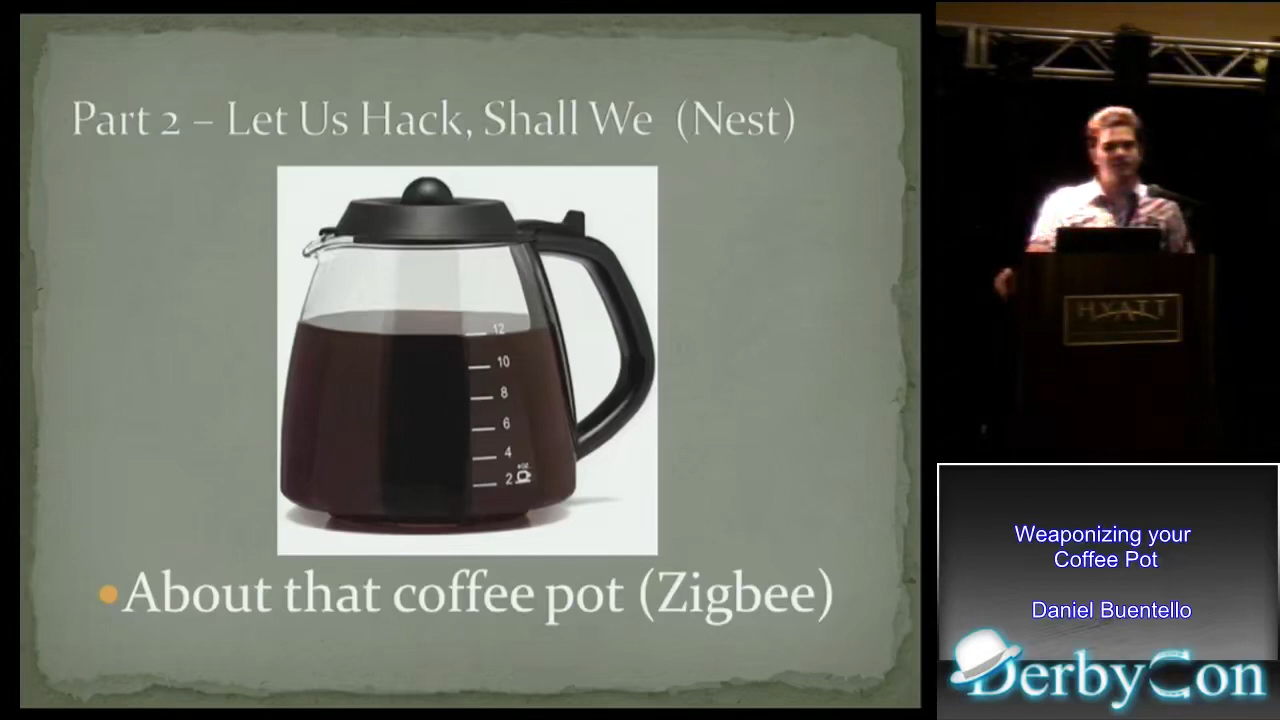 Part 2 – Let Us Hack, Shall We (Nest)
12
10
8
6
4
2
•About that coffee pot (Zigbee)
HYATT
Weaponizing your
Coffee Pot
Daniel Buentello
DerbyCon